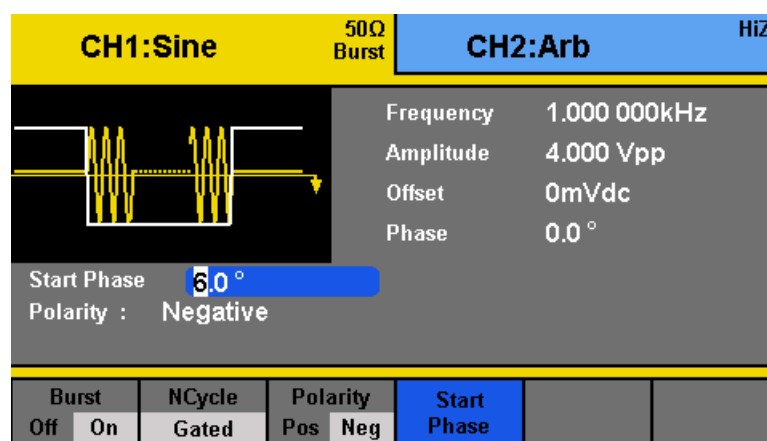 CH1:Sine
50Ω
Burst
CH2:Arb
HiZ
Frequency 1.000 000kHz
Amplitude 4.000 Vpp
Offset 0mVdc
Phase 0.0 °
Start Phase 6.0 °
Polarity : Negative
Burst
Off On
NCycle
Gated
Polarity
Pos Neg
Start
Phase